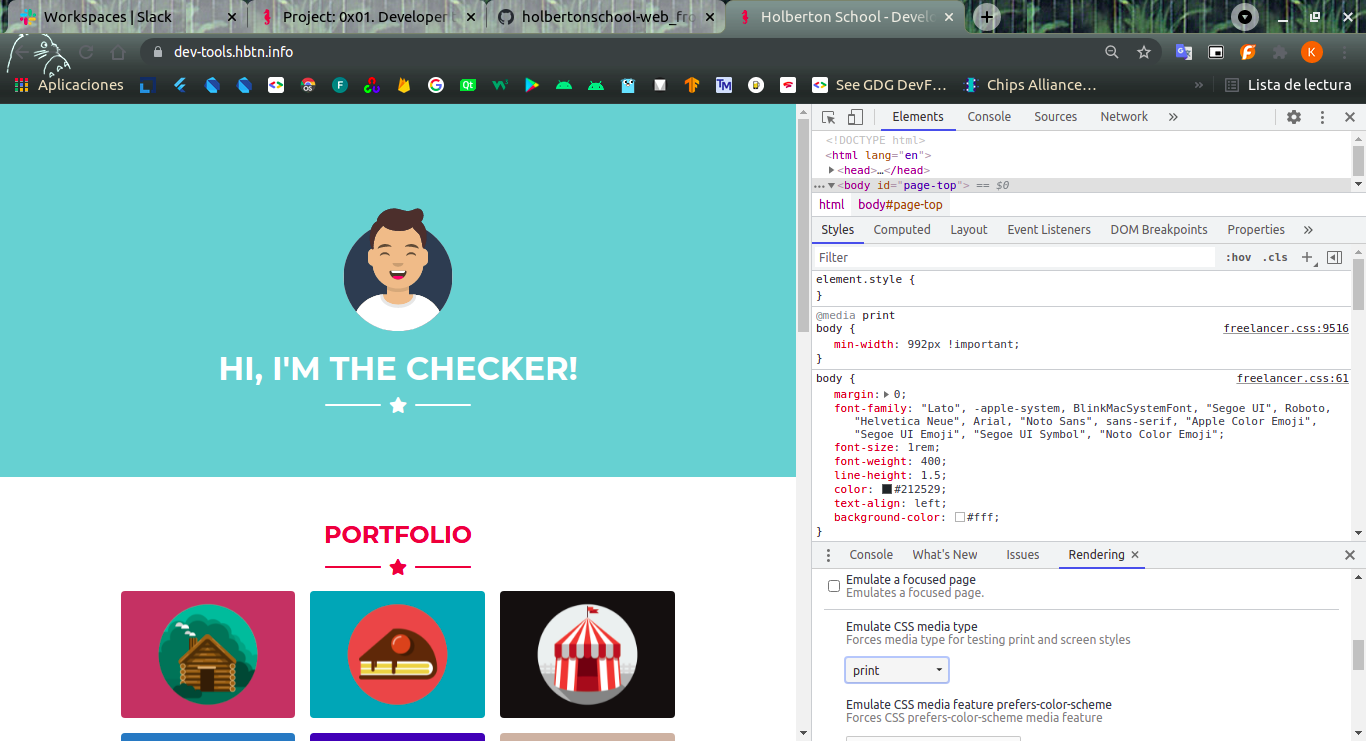 Workspaces | Slack
Project: 0x01. Developer
holbertonschool-web_fro
Holberton School - Develo
dev-tools.hbtn.info
K
Aplicaciones
See GDG DevF…
Chips Alliance…
Lista de lectura
Elements Console Sources Network
<!DOCTYPE html>
<html lang="en">
<head>…</head>
<body id="page-top"> == $0
html body#page-top
Styles Computed Layout Event Listeners DOM Breakpoints Properties
Filter :hov .cls
element.style {
}
@media print
body { freelancer.css:9516
min-width: 992px !important;
}
body { freelancer.css:61
margin: 0;
font-family: "Lato", -apple-system, BlinkMacSystemFont, "Segoe UI", Roboto,
"Helvetica Neue", Arial, "Noto Sans", sans-serif, "Apple Color Emoji",
"Segoe UI Emoji", "Segoe UI Symbol", "Noto Color Emoji";
font-size: 1rem;
font-weight: 400;
line-height: 1.5;
color: #212529;
text-align: left;
background-color: #fff;
}
Console What's New Issues Rendering
Emulate a focused page
Emulates a focused page.
Emulate CSS media type
Forces media type for testing print and screen styles
print
Emulate CSS media feature prefers-color-scheme
Forces CSS prefers-color-scheme media feature
HI, I'M THE CHECKER!
PORTFOLIO